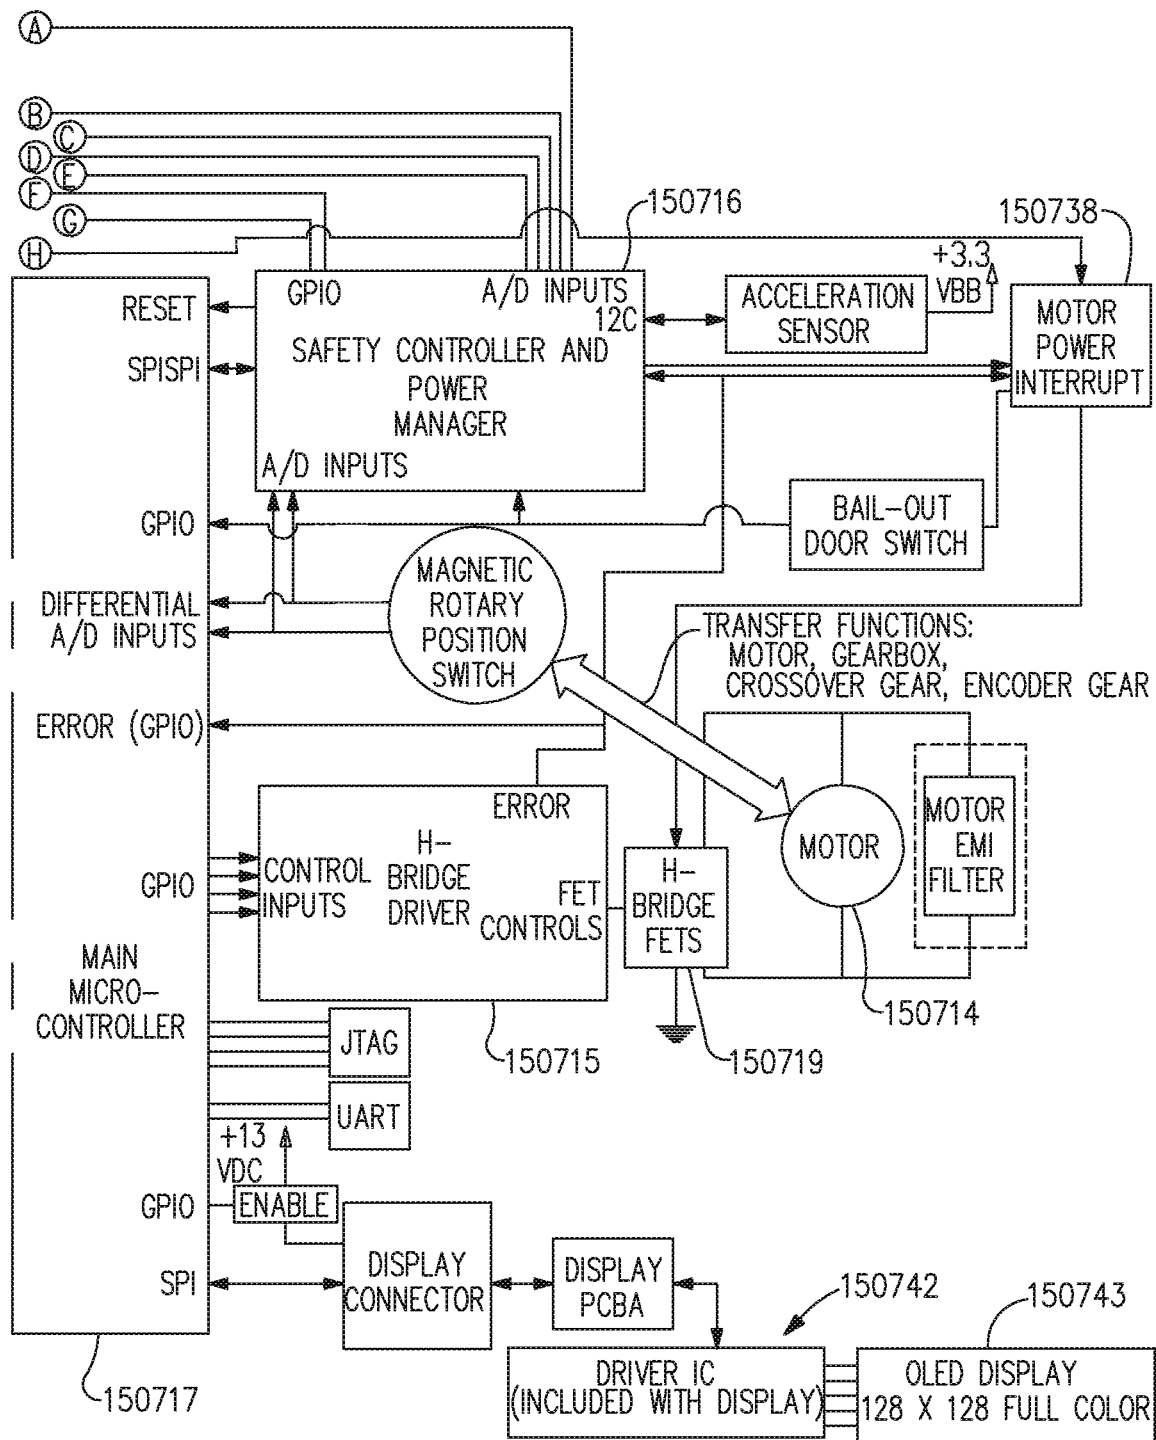 A
B
C
D
E
F
G
H
150716
150738
+3.3
VBB
RESET
GPIO
A/D INPUTS
12C
ACCELERATION
SENSOR
MOTOR
POWER
INTERRUPT
SPISPI
SAFETY CONTROLLER AND
POWER
MANAGER
A/D INPUTS
GPIO
BAIL-OUT
DOOR SWITCH
MAGNETIC
ROTARY
POSITION
SWITCH
DIFFERENTIAL
A/D INPUTS
TRANSFER FUNCTIONS:
MOTOR, GEARBOX,
CROSSOVER GEAR, ENCODER GEAR
ERROR (GPIO)
ERROR
H-
BRIDGE
DRIVER
GPIO
CONTROL
INPUTS
FET
CONTROLS
H-
BRIDGE
FETS
MOTOR
MOTOR
EMI
FILTER
MAIN
MICRO-
CONTROLLER
JTAG
150715
150719
150714
UART
+13
VDC
GPIO
ENABLE
SPI
DISPLAY
CONNECTOR
DISPLAY
PCBA
150742
150743
150717
DRIVER IC
(INCLUDED WITH DISPLAY)
OLED DISPLAY
128 X 128 FULL COLOR